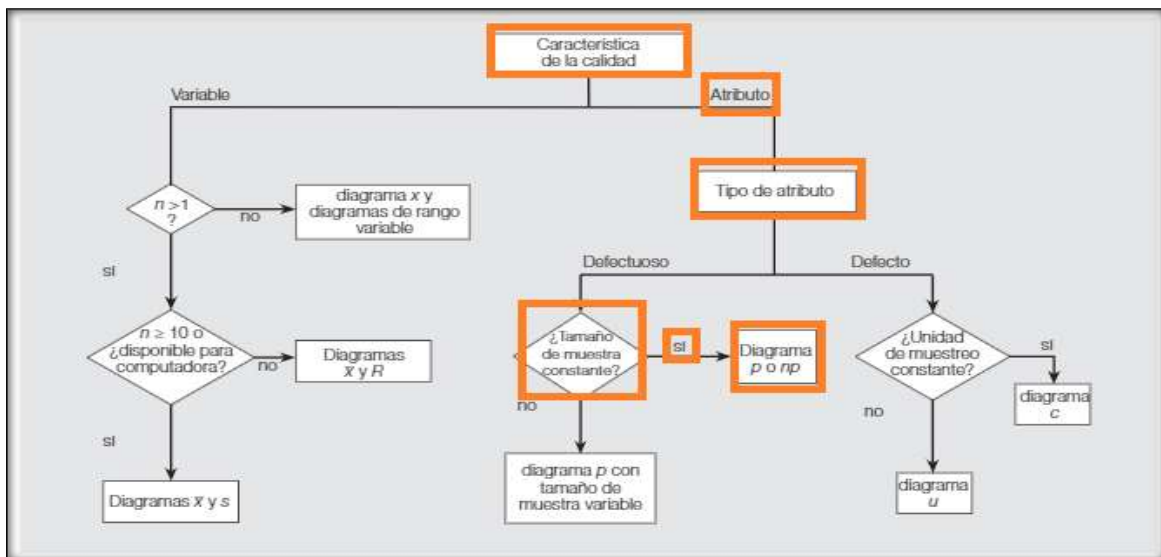 Característica
de la calidad
Variable
Atributo
Tipo de atributo
n >1
?
no
diagrama x y
diagramas de rango
variable
sí
Defectuoso
Defecto
n ≥ 10 o
¿disponible para
computadora?
no
Diagramas
x̅ y R
¿Tamaño
de muestra
constante?
sí
Diagrama
p o np
¿Unidad
de muestreo
constante?
sí
diagrama
c
no
no
sí
Diagramas x̅ y s
diagrama p con
tamaño de
muestra variable
diagrama
u